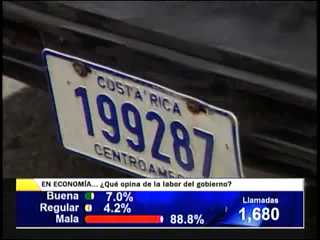 COSTA RICA
199287
CENTROAME
EN ECONOMÍA... ¿Qué opina de la labor del gobierno?
Buena 7.0%
Regular 4.2%
Mala 88.8%
Llamadas
1,680